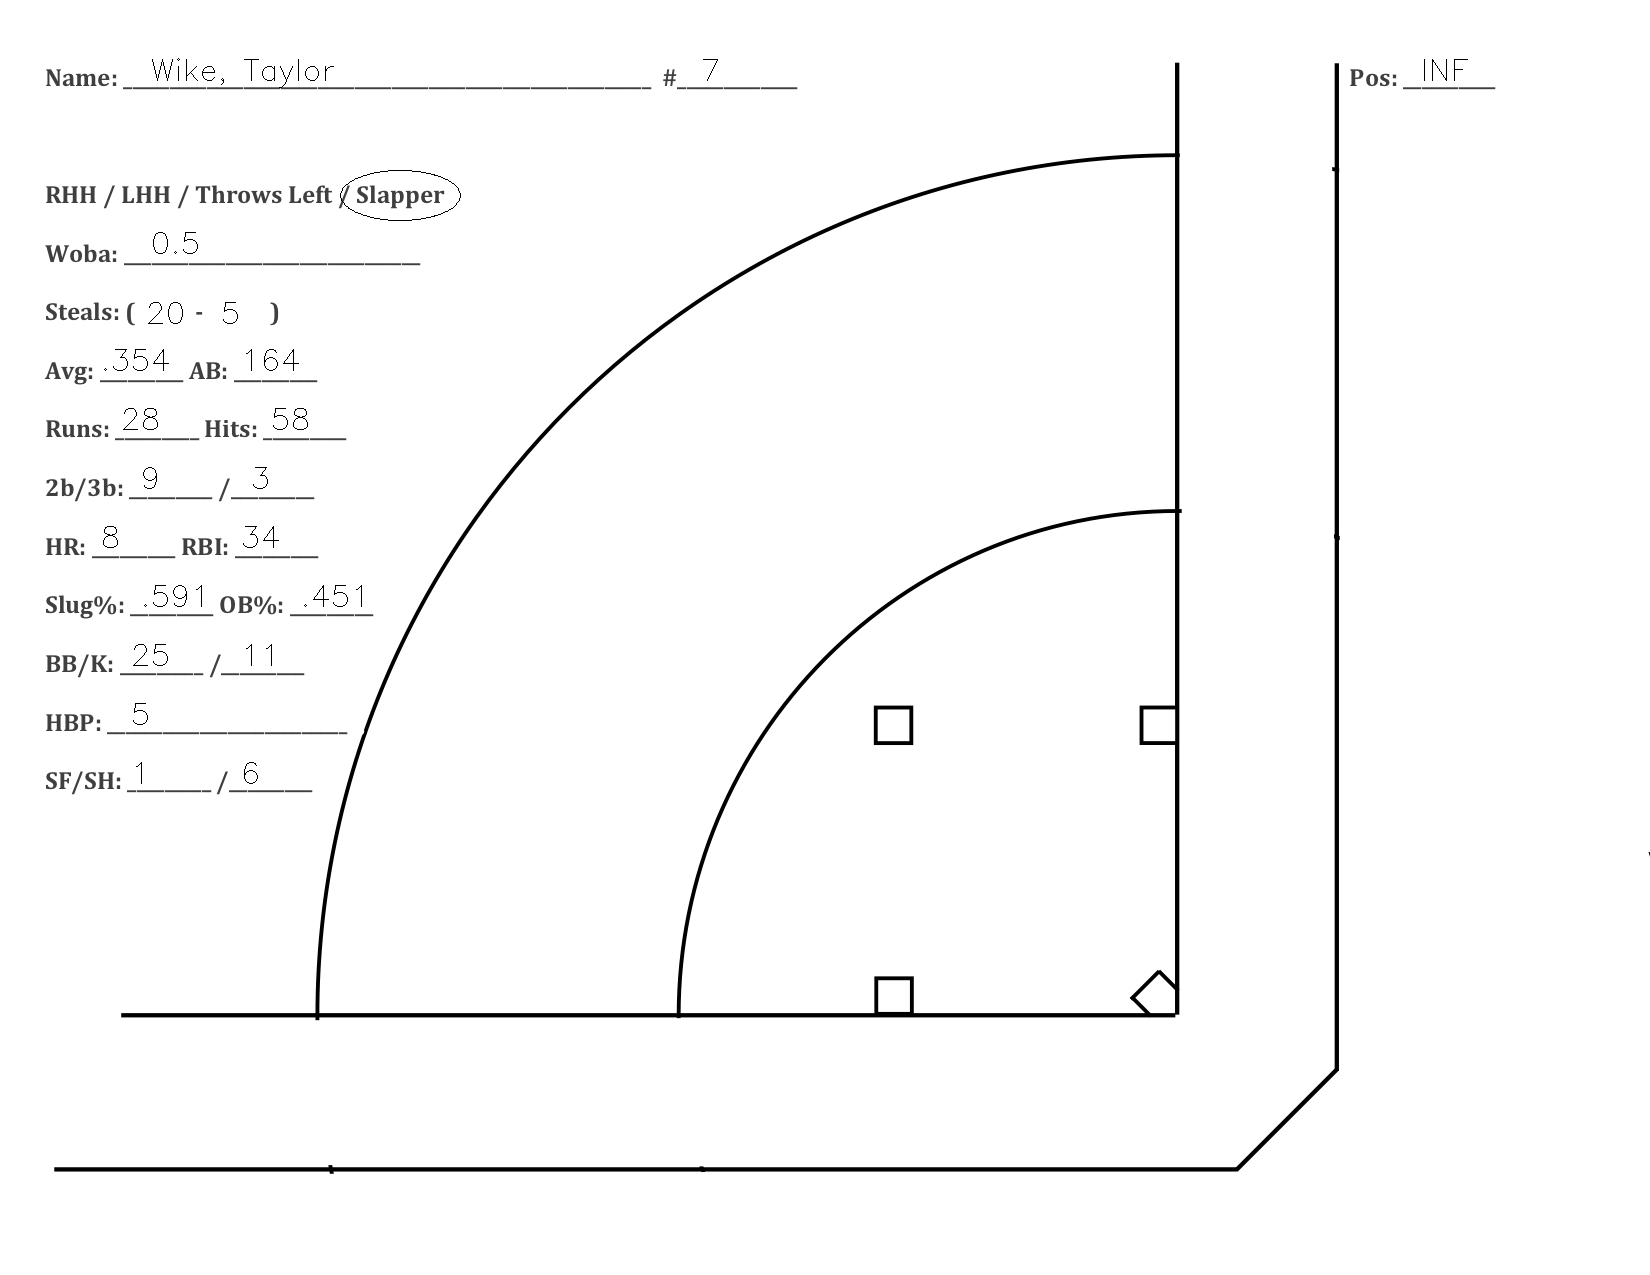 Name: Wike, Taylor # 7 Pos: INF
RHH / LHH / Throws Left / Slapper
Woba: 0.5
Steals: ( 20 - 5 )
Avg: .354 AB: 164
Runs: 28 Hits: 58
2b/3b: 9 / 3
HR: 8 RBI: 34
Slug%: .591 OB%: .451
BB/K: 25 / 11
HBP: 5
SF/SH: 1 / 6